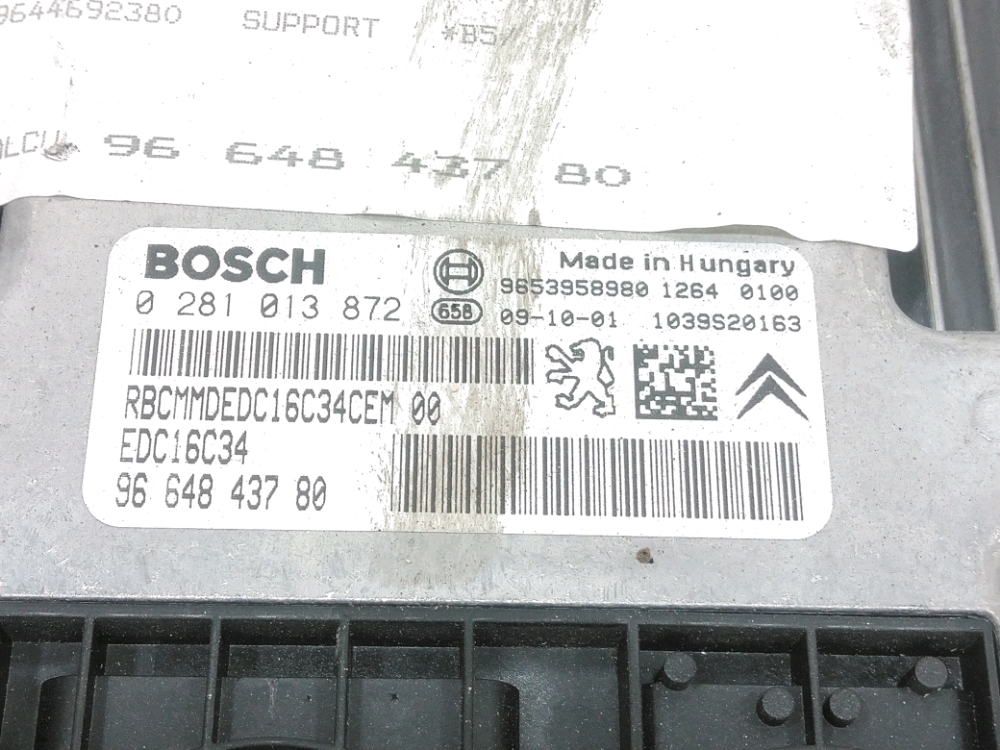 9644692380 SUPPORT *B5/
96 648 437 80
BOSCH
0 281 013 872
Made in Hungary
9653958980 1264 0100
658 09-10-01 1039S20163
RBCMMDEDC16C34CEM 00
EDC16C34
96 648 437 80